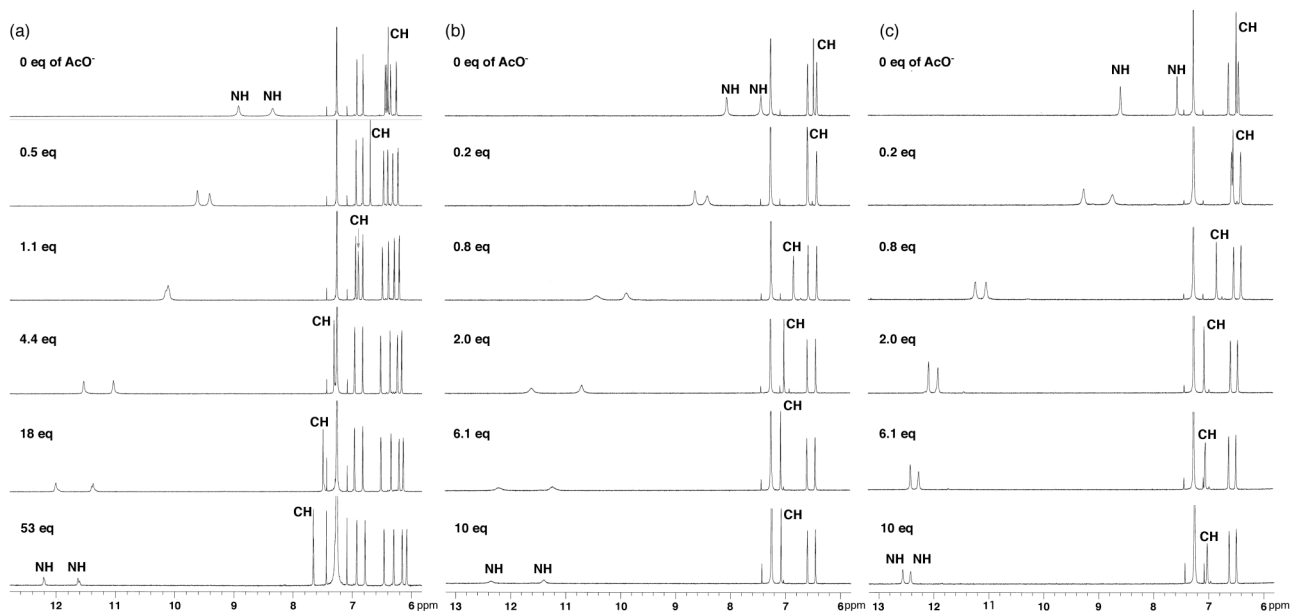 (a)
CH
0 eq of AcO-
NH NH
CH
0.5 eq
CH
1.1 eq
CH
4.4 eq
CH
18 eq
CH
53 eq
NH NH
12 11 10 9 8 7 6 ppm
(b)
CH
0 eq of AcO-
NH NH
0.2 eq
CH
0.8 eq
CH
2.0 eq
CH
6.1 eq
CH
10 eq
NH NH
13 12 11 10 9 8 7 6 ppm
(c)
CH
0 eq of AcO-
NH NH
CH
0.2 eq
CH
0.8 eq
CH
2.0 eq
CH
6.1 eq
CH
10 eq
NH NH
13 12 11 10 9 8 7 6 ppm